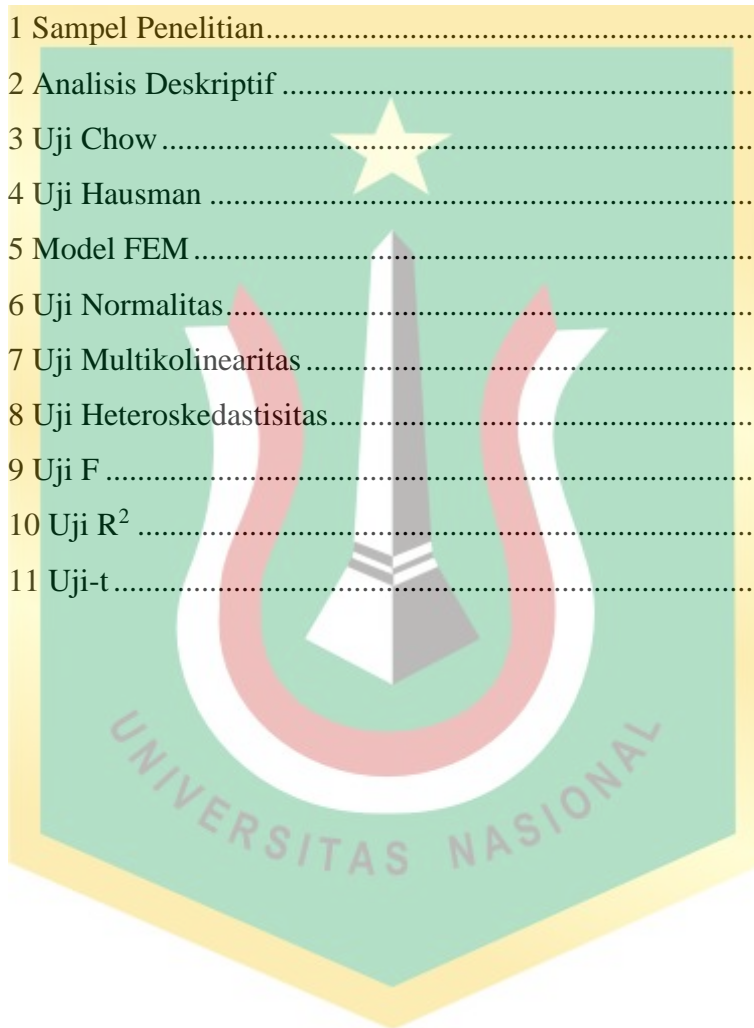 1 Sampel Penelitian....................................................................
2 Analisis Deskriptif ..................................................................
3 Uji Chow................................................................................
4 Uji Hausman ..........................................................................
5 Model FEM............................................................................
6 Uji Normalitas........................................................................
7 Uji Multikolinearitas ..............................................................
8 Uji Heteroskedastisitas...........................................................
9 Uji F ......................................................................................
10 Uji R² ..................................................................................
11 Uji-t .....................................................................................
UNIVERSITAS NASIONAL